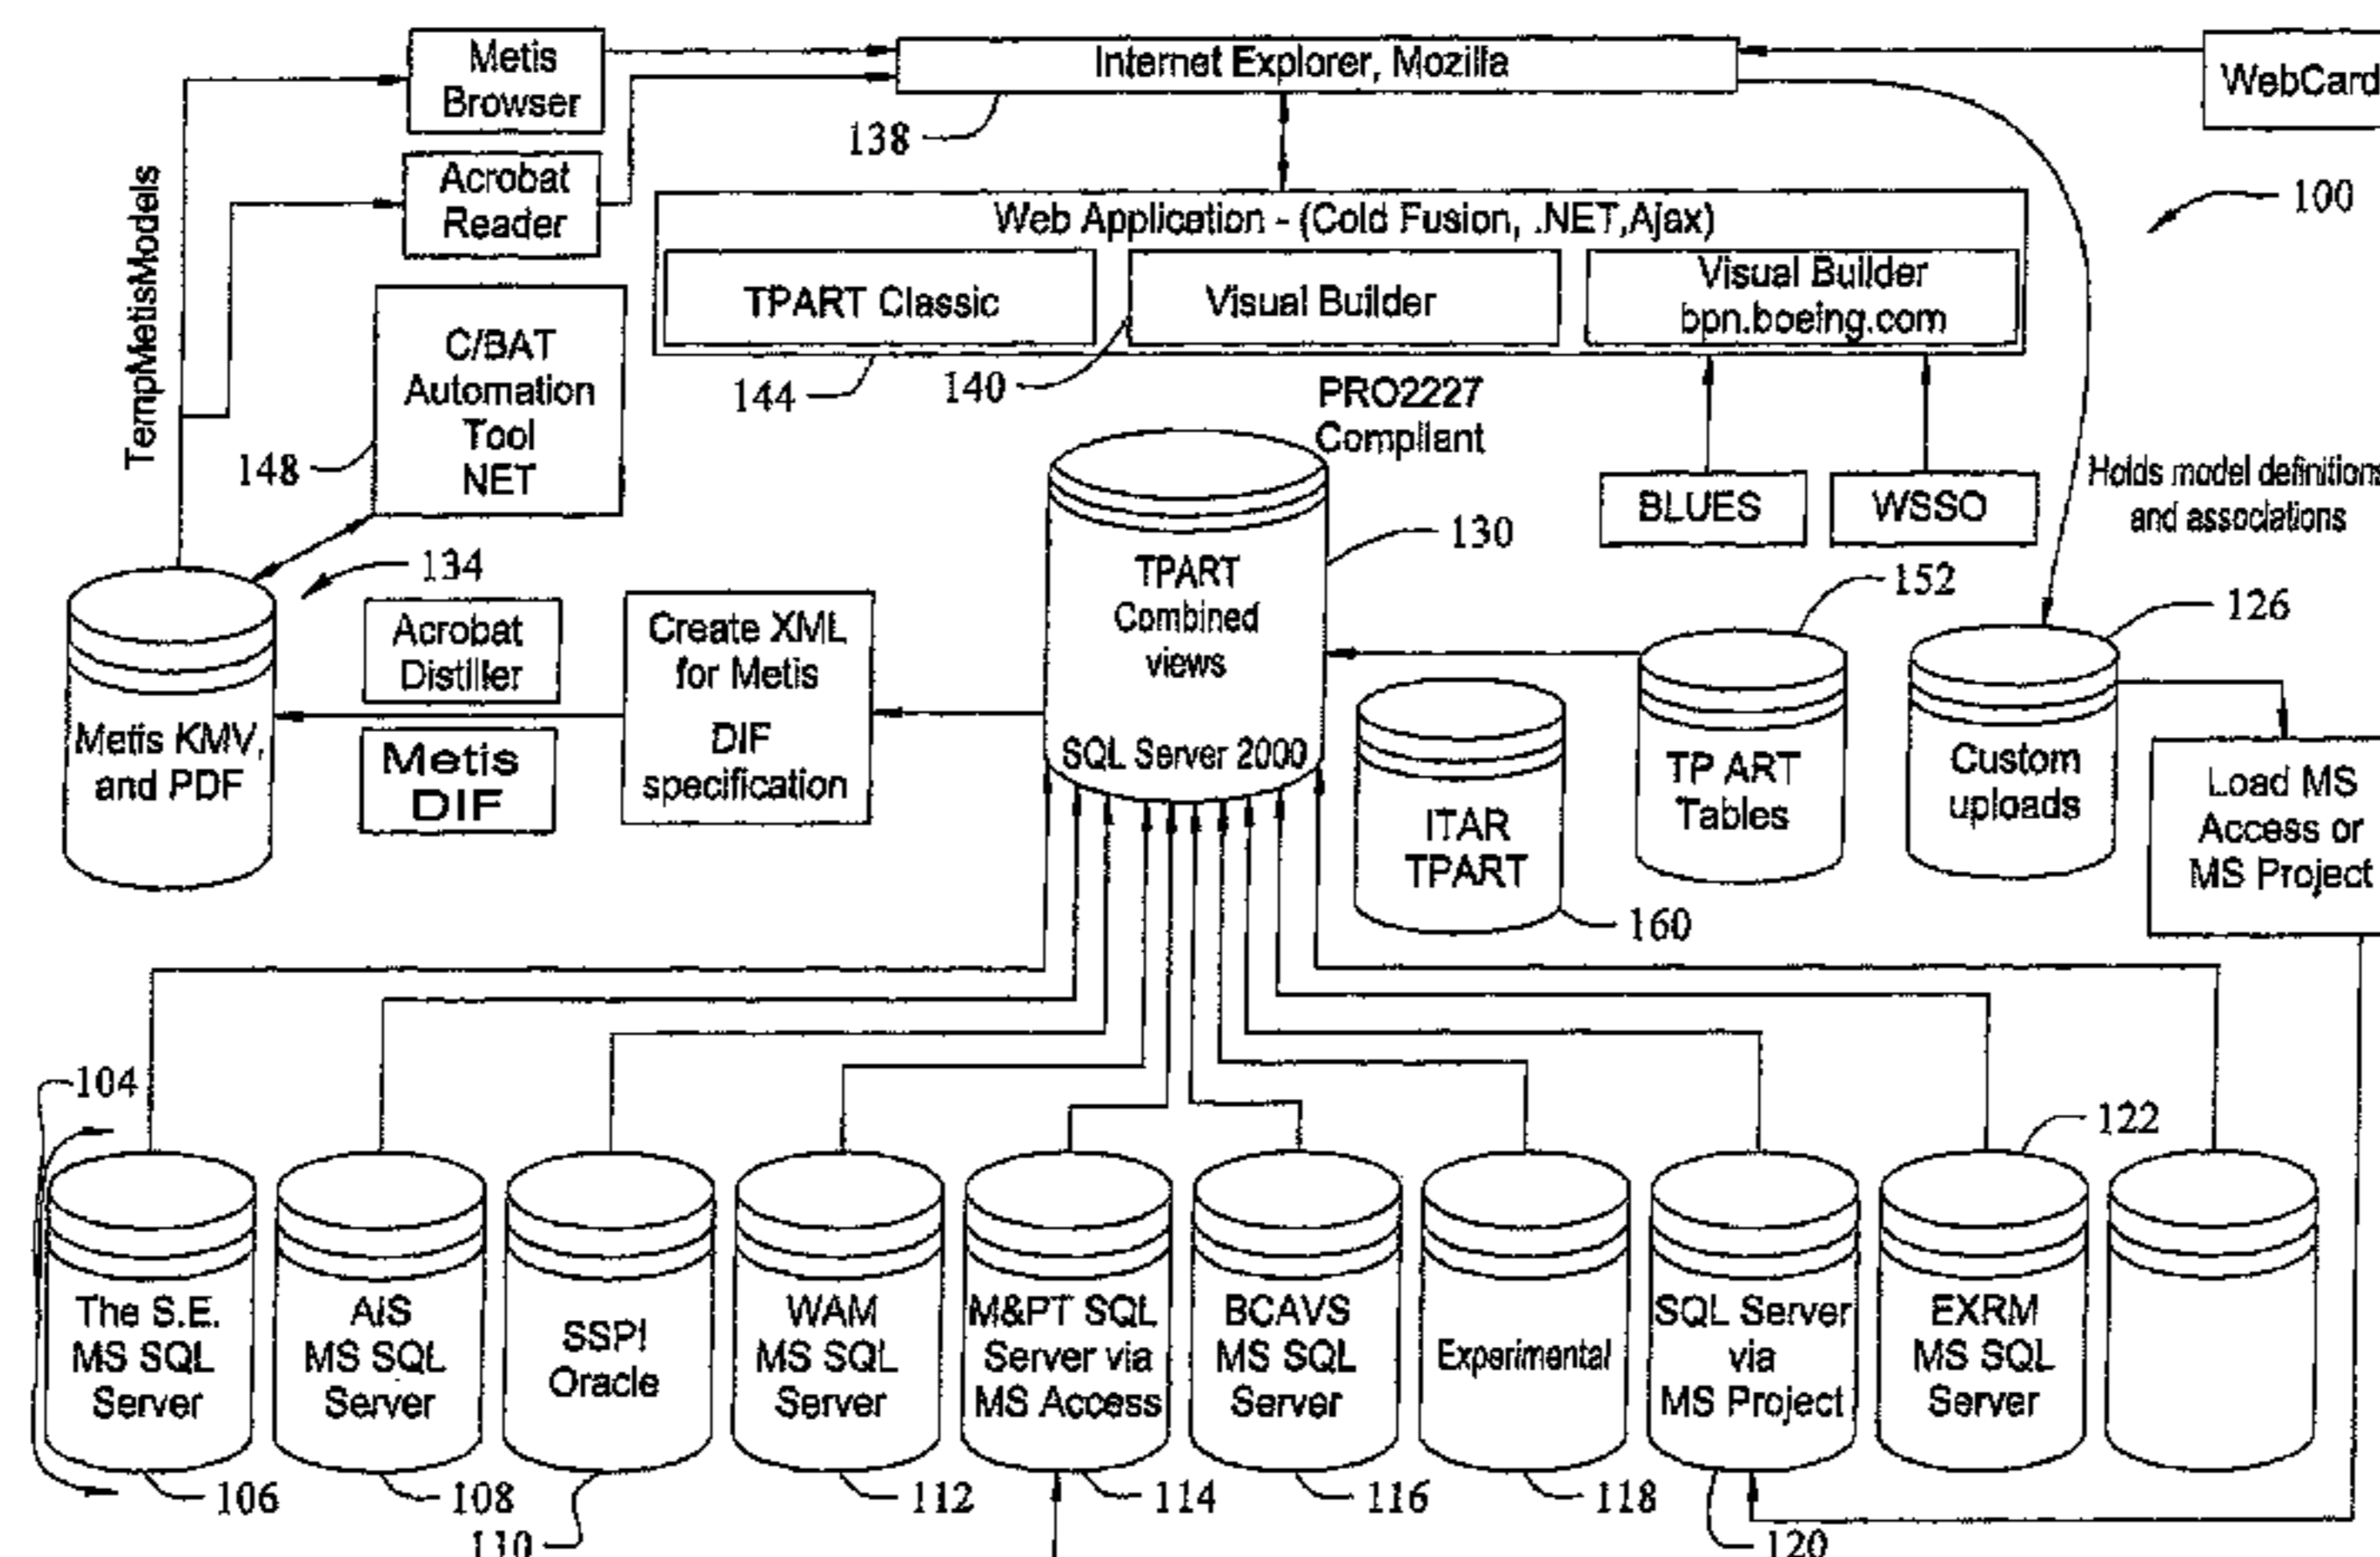 Metis
Browser
Internet Explorer, Mozilla
WebCard
138
Acrobat
Reader
TempMetisModels
100
Web Application - (Cold Fusion, .NET,Ajax)
TPART Classic
Visual Builder
Visual Builder
bpn.boeing.com
144
140
C/BAT
Automation
Tool
NET
148
PRO2227
Compliant
BLUES
WSSO
Holds model definitions
and associations
130
134
152
126
TPART
Combined
views
SQL Server 2000
Acrobat
Distiller
Create XML
for Metis
DIF
specification
Metis KMV,
and PDF
Metis
DIF
ITAR
TPART
160
TP ART
Tables
Custom
uploads
Load MS
Access or
MS Project
104
122
The S.E.
MS SQL
Server
AIS
MS SQL
Server
SSPI
Oracle
WAM
MS SQL
Server
M&PT SQL
Server via
MS Access
BCAVS
MS SQL
Server
Experimental
SQL Server
via
MS Project
EXRM
MS SQL
Server
106
108
110
112
114
116
118
120